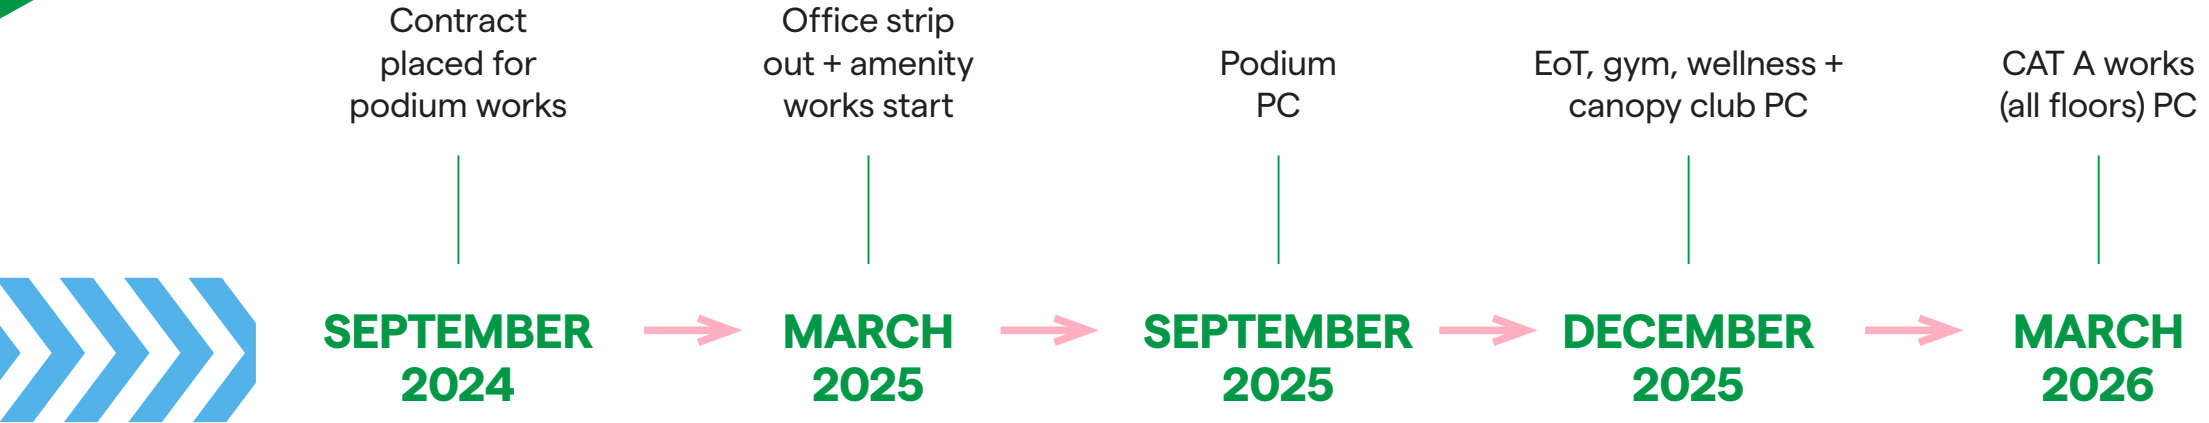 Contract
placed for
podium works
Office strip
out + amenity
works start
Podium
PC
EoT, gym, wellness +
canopy club PC
CAT A works
(all floors) PC
SEPTEMBER
2024
MARCH
2025
SEPTEMBER
2025
DECEMBER
2025
MARCH
2026